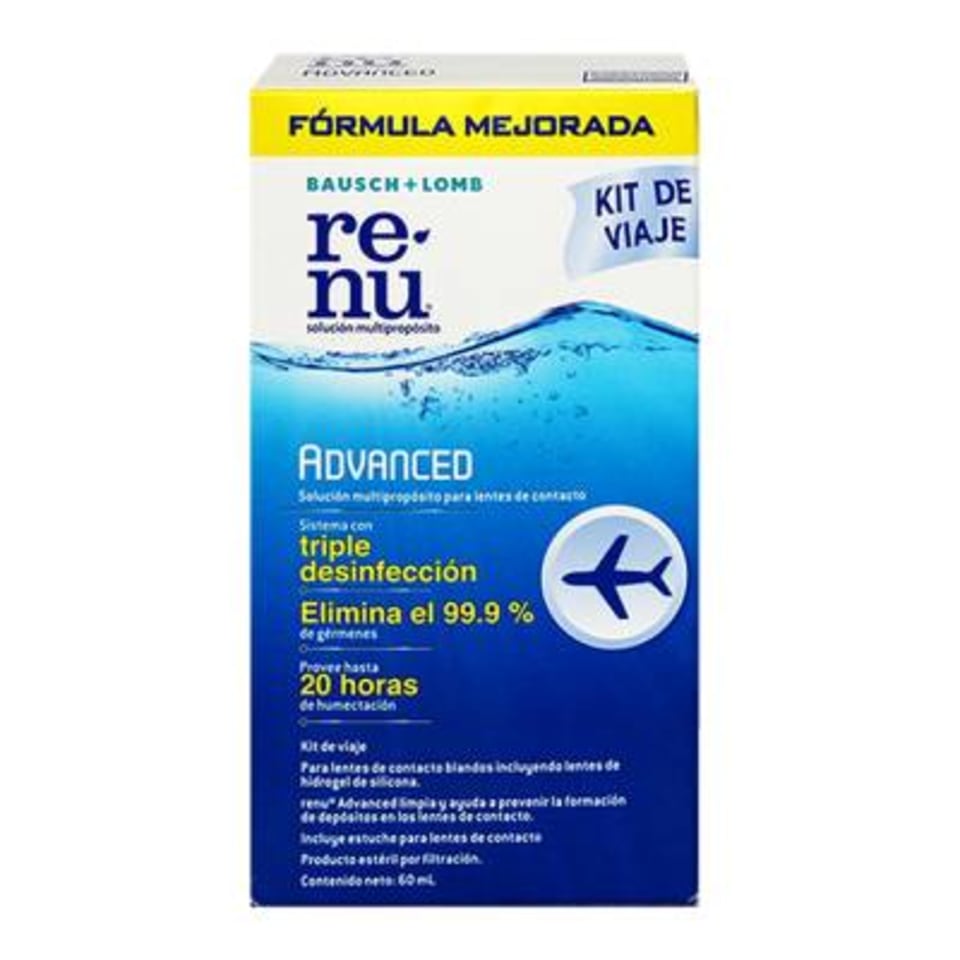 ADVANCED
FÓRMULA MEJORADA
BAUSCH + LOMB
KIT DE
VIAJE
re
nu
solución multipropósito
ADVANCED
Solución multipropósito para lentes de contacto
Sistema con
triple
desinfección
Elimina el 99.9 %
de gérmenes
Provee hasta
20 horas
de humectación
Kit de viaje
Para lentes de contacto blandos incluyendo lentes de
hidrogel de silicona.
renu® Advanced limpia y ayuda a prevenir la formación
de depósitos en los lentes de contacto.
Incluye estuche para lentes de contacto
Producto estéril por filtración.
Contenido neto: 60 mL